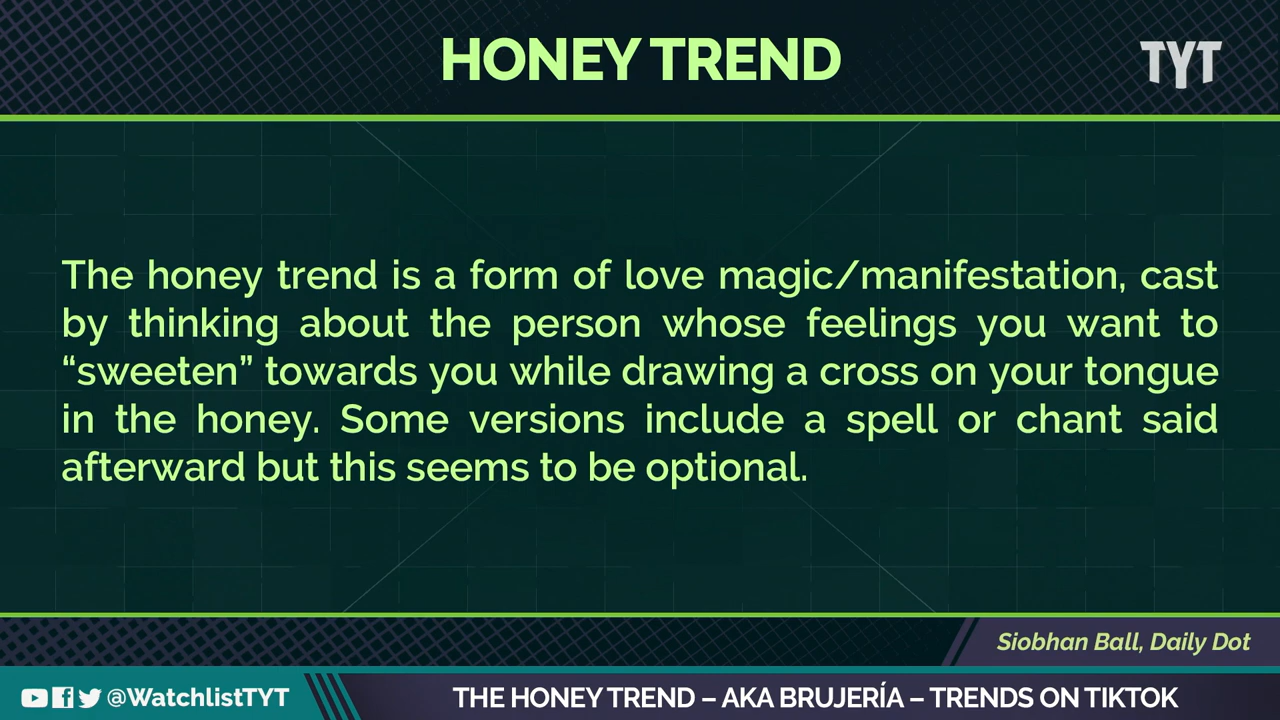 HONEY TREND
TYT
The honey trend is a form of love magic/manifestation, cast
by thinking about the person whose feelings you want to
“sweeten” towards you while drawing a cross on your tongue
in the honey. Some versions include a spell or chant said
afterward but this seems to be optional.
Siobhan Ball, Daily Dot
@WatchlistTYT
THE HONEY TREND – AKA BRUJERÍA – TRENDS ON TIKTOK